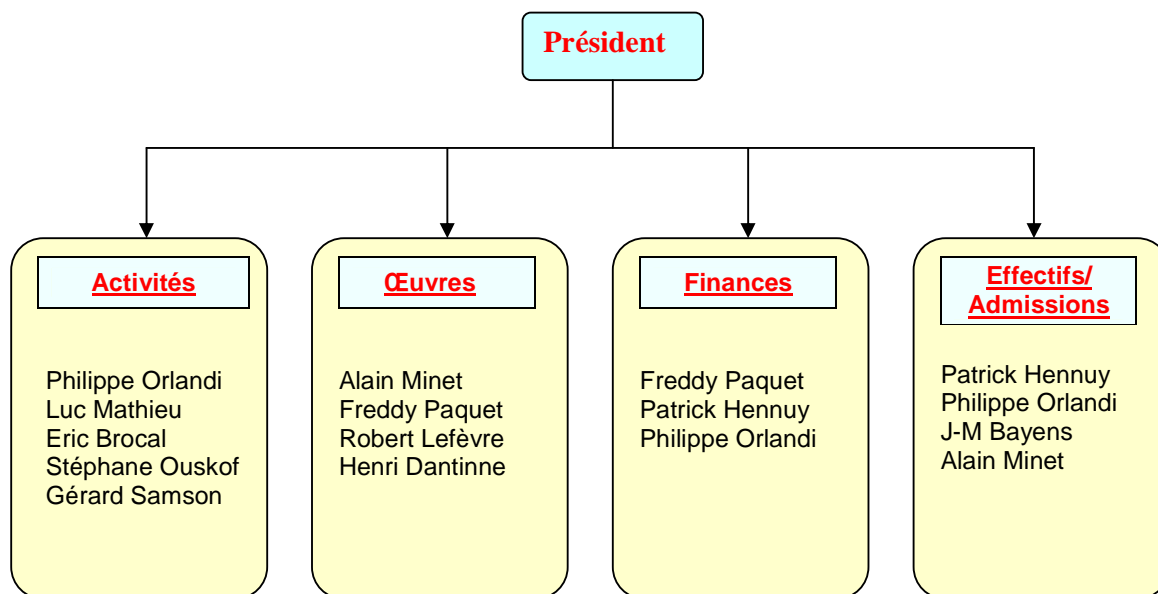 Président
Activités
Philippe Orlandi
Luc Mathieu
Eric Brocal
Stéphane Ouskof
Gérard Samson
Œuvres
Alain Minet
Freddy Paquet
Robert Lefèvre
Henri Dantinne
Finances
Freddy Paquet
Patrick Hennuy
Philippe Orlandi
Effectifs/
Admissions
Patrick Hennuy
Philippe Orlandi
J-M Bayens
Alain Minet